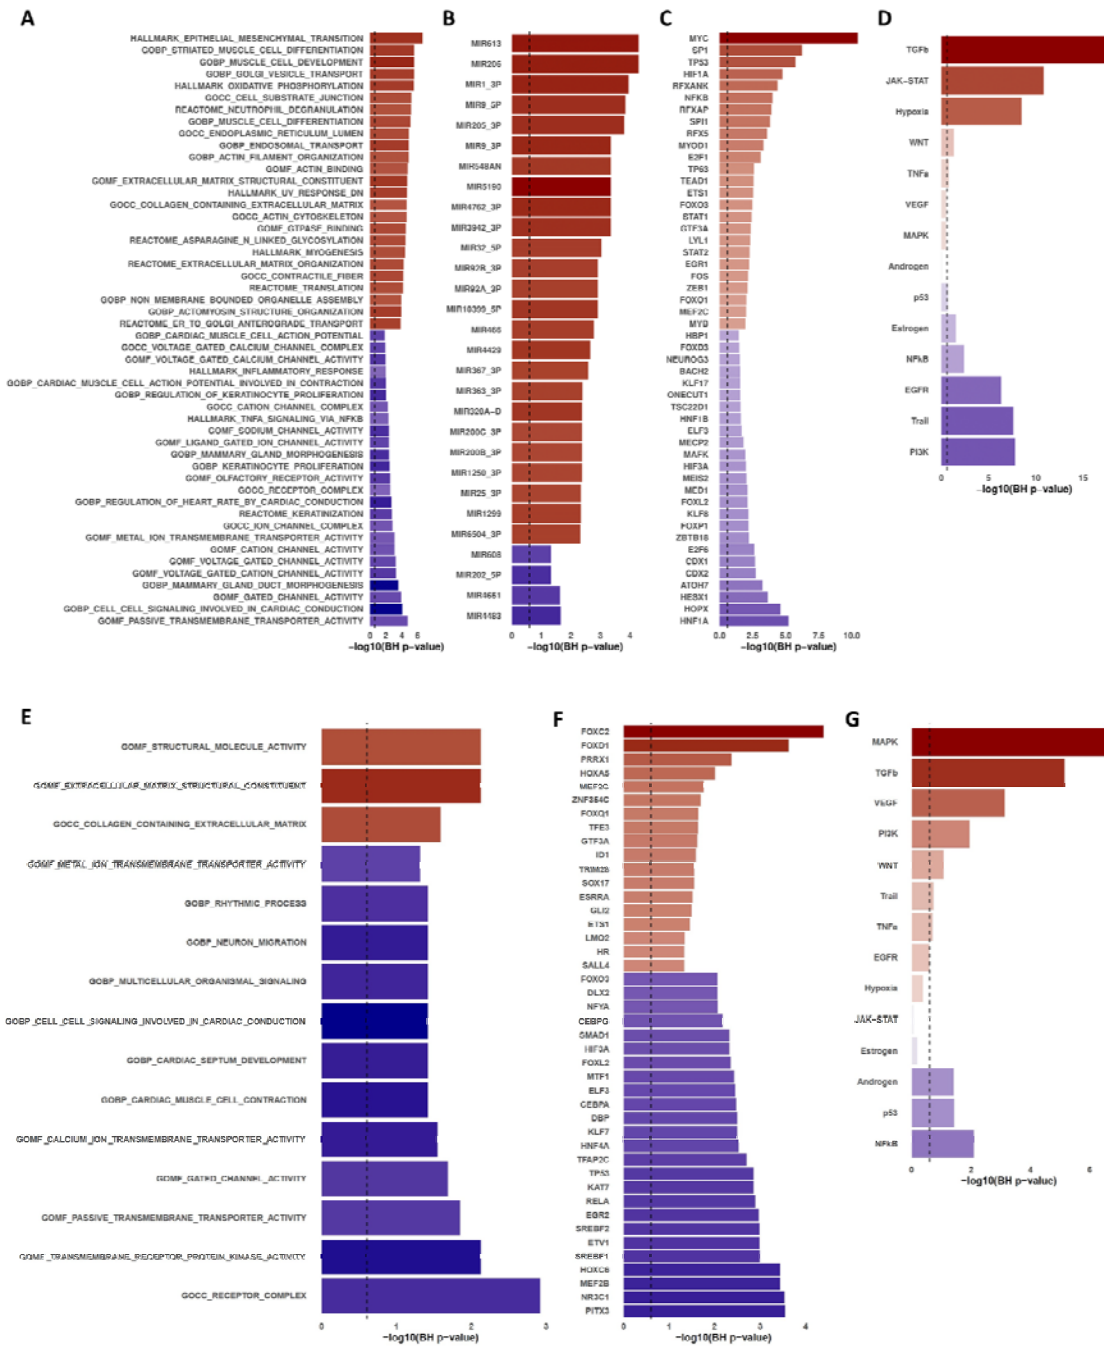 A
HALLMARK_EPITHELIAL_MESENCHYMAL_TRANSITION
GOBP_STRIATED_MUSCLE_CELL_DIFFERENTIATION
GOBP_MUSCLE_CELL_DEVELOPMENT
GOBP_GOLGI_VESICLE_TRANSPORT
HALLMARK_OXIDATIVE_PHOSPHORYLATION
GOCC_CELL_SUBSTRATE_JUNCTION
REACTOME_NEUTROPHIL_DEGRANULATION
GOBP_MUSCLE_CELL_DIFFERENTIATION
GOCC_ENDOPLASMIC_RETICULUM_LUMEN
GOBP_ENDOSOMAL_TRANSPORT
GOBP_ACTIN_FILAMENT_ORGANIZATION
GOMF_ACTIN_BINDING
GOMF_EXTRACELLULAR_MATRIX_STRUCTURAL_CONSTITUENT
HALLMARK_UV_RESPONSE_DN
GOCC_COLLAGEN_CONTAINING_EXTRACELLULAR_MATRIX
GOCC_ACTIN_CYTOSKELETON
GOMF_GTPASE_BINDING
REACTOME_ASPARAGINE_N_LINKED_GLYCOSYLATION
HALLMARK_MYOGENESIS
REACTOME_EXTRACELLULAR_MATRIX_ORGANIZATION
GOCC_CONTRACTILE_FIBER
REACTOME_TRANSLATION
GOBP_NON_MEMBRANE_BOUNDED_ORGANELLE_ASSEMBLY
GOBP_ACTOMYOSIN_STRUCTURE_ORGANIZATION
REACTOME_ER_TO_GOLGI_ANTEROGRADE_TRANSPORT
GOBP_CARDIAC_MUSCLE_CELL_ACTION_POTENTIAL
GOCC_VOLTAGE_GATED_CALCIUM_CHANNEL_COMPLEX
GOMF_VOLTAGE_GATED_CALCIUM_CHANNEL_ACTIVITY
HALLMARK_INFLAMMATORY_RESPONSE
GOBP_CARDIAC_MUSCLE_CELL_ACTION_POTENTIAL_INVOLVED_IN_CONTRACTION
GOBP_REGULATION_OF_KERATINOCYTE_PROLIFERATION
GOCC_CATION_CHANNEL_COMPLEX
HALLMARK_TNFA_SIGNALING_VIA_NFKB
GOMF_SODIUM_CHANNEL_ACTIVITY
GOMF_LIGAND_GATED_ION_CHANNEL_ACTIVITY
GOBP_MAMMARY_GLAND_MORPHOGENESIS
GOBP_KERATINOCYTE_PROLIFERATION
GOMF_OLFACTORY_RECEPTOR_ACTIVITY
GOCC_RECEPTOR_COMPLEX
GOBP_REGULATION_OF_HEART_RATE_BY_CARDIAC_CONDUCTION
REACTOME_KERATINIZATION
GOCC_ION_CHANNEL_COMPLEX
GOMF_METAL_ION_TRANSMEMBRANE_TRANSPORTER_ACTIVITY
GOMF_CATION_CHANNEL_ACTIVITY
GOMF_VOLTAGE_GATED_CHANNEL_ACTIVITY
GOMF_VOLTAGE_GATED_CATION_CHANNEL_ACTIVITY
GOBP_MAMMARY_GLAND_DUCT_MORPHOGENESIS
GOMF_GATED_CHANNEL_ACTIVITY
GOBP_CELL_CELL_SIGNALING_INVOLVED_IN_CARDIAC_CONDUCTION
GOMF_PASSIVE_TRANSMEMBRANE_TRANSPORTER_ACTIVITY
0 2 4 6
-log10(BH p-value)
B
MIR613
MIR206
MIR1_3P
MIR9_5P
MIR205_3P
MIR9_3P
MIR548AN
MIR5190
MIR4762_3P
MIR3942_3P
MIR32_5P
MIR92B_3P
MIR92A_3P
MIR10399_5P
MIR466
MIR4429
MIR367_3P
MIR363_3P
MIR320A-D
MIR200C_3P
MIR200B_3P
MIR1250_3P
MIR25_3P
MIR1299
MIR6504_3P
MIR608
MIR202_5P
MIR4661
MIR4483
0 1 2 3 4
-log10(BH p-value)
C
MYC
SP1
TP53
HIF1A
RFXANK
NFKB
RFXAP
SPI1
RFX5
MYOD1
E2F1
TP63
TEAD1
ETS1
FOXO3
STAT1
GTF3A
LYL1
STAT2
EGR1
FOS
ZEB1
FOXO1
MEF2C
MYB
HBP1
FOXD3
NEUROG3
BACH2
KLF17
ONECUT1
TSC22D1
HNF1B
ELF3
MECP2
MAFK
HIF3A
MEIS2
MED1
FOXL2
KLF8
FOXP1
ZBTB18
E2F6
CDX1
CDX2
ATOH7
HESX1
HOPX
HNF1A
0.0 2.5 5.0 7.5 10.0
-log10(BH p-value)
D
TGFb
JAK-STAT
Hypoxia
WNT
TNFa
VEGF
MAPK
Androgen
p53
Estrogen
NFkB
EGFR
Trail
PI3K
0 5 10 15
-log10(BH p-value)
E
GOMF_STRUCTURAL_MOLECULE_ACTIVITY
GOMF_EXTRACELLULAR_MATRIX_STRUCTURAL_CONSTITUENT
GOCC_COLLAGEN_CONTAINING_EXTRACELLULAR_MATRIX
GOMF_METAL_ION_TRANSMEMBRANE_TRANSPORTER_ACTIVITY
GOBP_RHYTHMIC_PROCESS
GOBP_NEURON_MIGRATION
GOBP_MULTICELLULAR_ORGANISMAL_SIGNALING
GOBP_CELL_CELL_SIGNALING_INVOLVED_IN_CARDIAC_CONDUCTION
GOBP_CARDIAC_SEPTUM_DEVELOPMENT
GOBP_CARDIAC_MUSCLE_CELL_CONTRACTION
GOMF_CALCIUM_ION_TRANSMEMBRANE_TRANSPORTER_ACTIVITY
GOMF_GATED_CHANNEL_ACTIVITY
GOMF_PASSIVE_TRANSMEMBRANE_TRANSPORTER_ACTIVITY
GOMF_TRANSMEMBRANE_RECEPTOR_PROTEIN_KINASE_ACTIVITY
GOCC_RECEPTOR_COMPLEX
0 1 2 3
-log10(BH p-value)
F
FOXC2
FOXD1
PRRX1
HOXA5
MEF2C
ZNF354C
FOXO1
TFE3
GTF3A
ID1
TRIM28
SOX17
ESRRA
GLI2
ETS1
LMO2
HR
SALL4
FOXO3
DLX2
NFYA
CEBPG
SMAD1
HIF3A
FOXL2
MTF1
ELF3
CEBPA
DBP
KLF7
HNF4A
TFAP2C
TP53
KAT7
RELA
EGR2
SREBF2
ETV1
SREBF1
HOXC6
MEF2B
NR3C1
PITX3
0 1 2 3 4
-log10(BH p-value)
G
MAPK
TGFb
VEGF
PI3K
WNT
Trail
TNFa
EGFR
Hypoxia
JAK-STAT
Estrogen
Androgen
p53
NFkB
0 2 4 6
-log10(BH p-value)